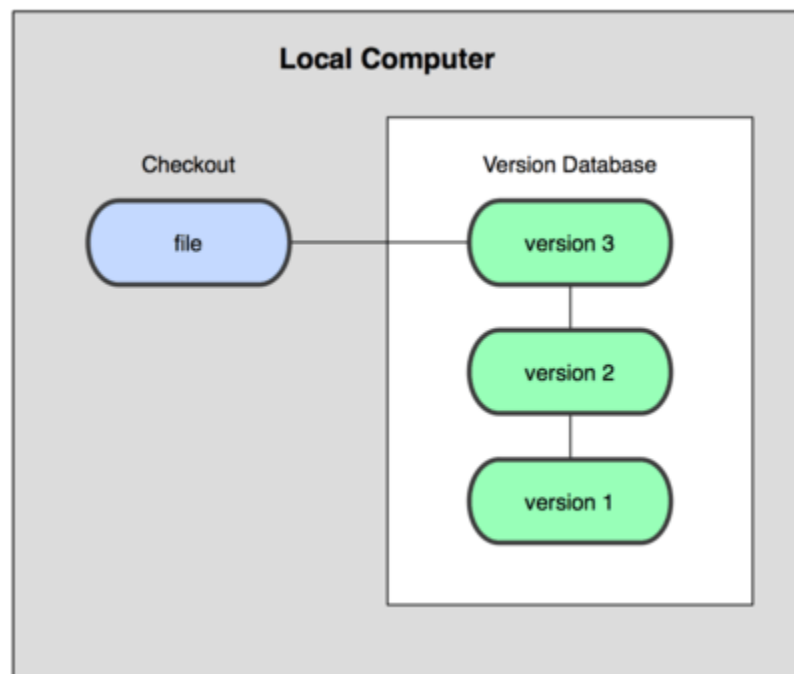 Local Computer
Checkout
Version Database
file
version 3
version 2
version 1